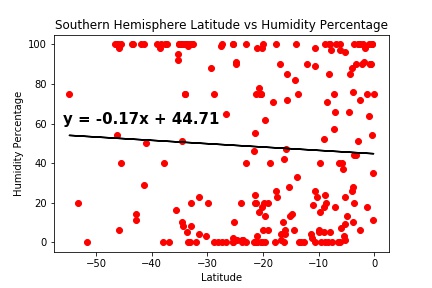 Southern Hemisphere Latitude vs Humidity Percentage
100
80
60
40
20
0
Humidity Percentage
y = -0.17x + 44.71
−50 −40 −30 −20 −10 0
Latitude